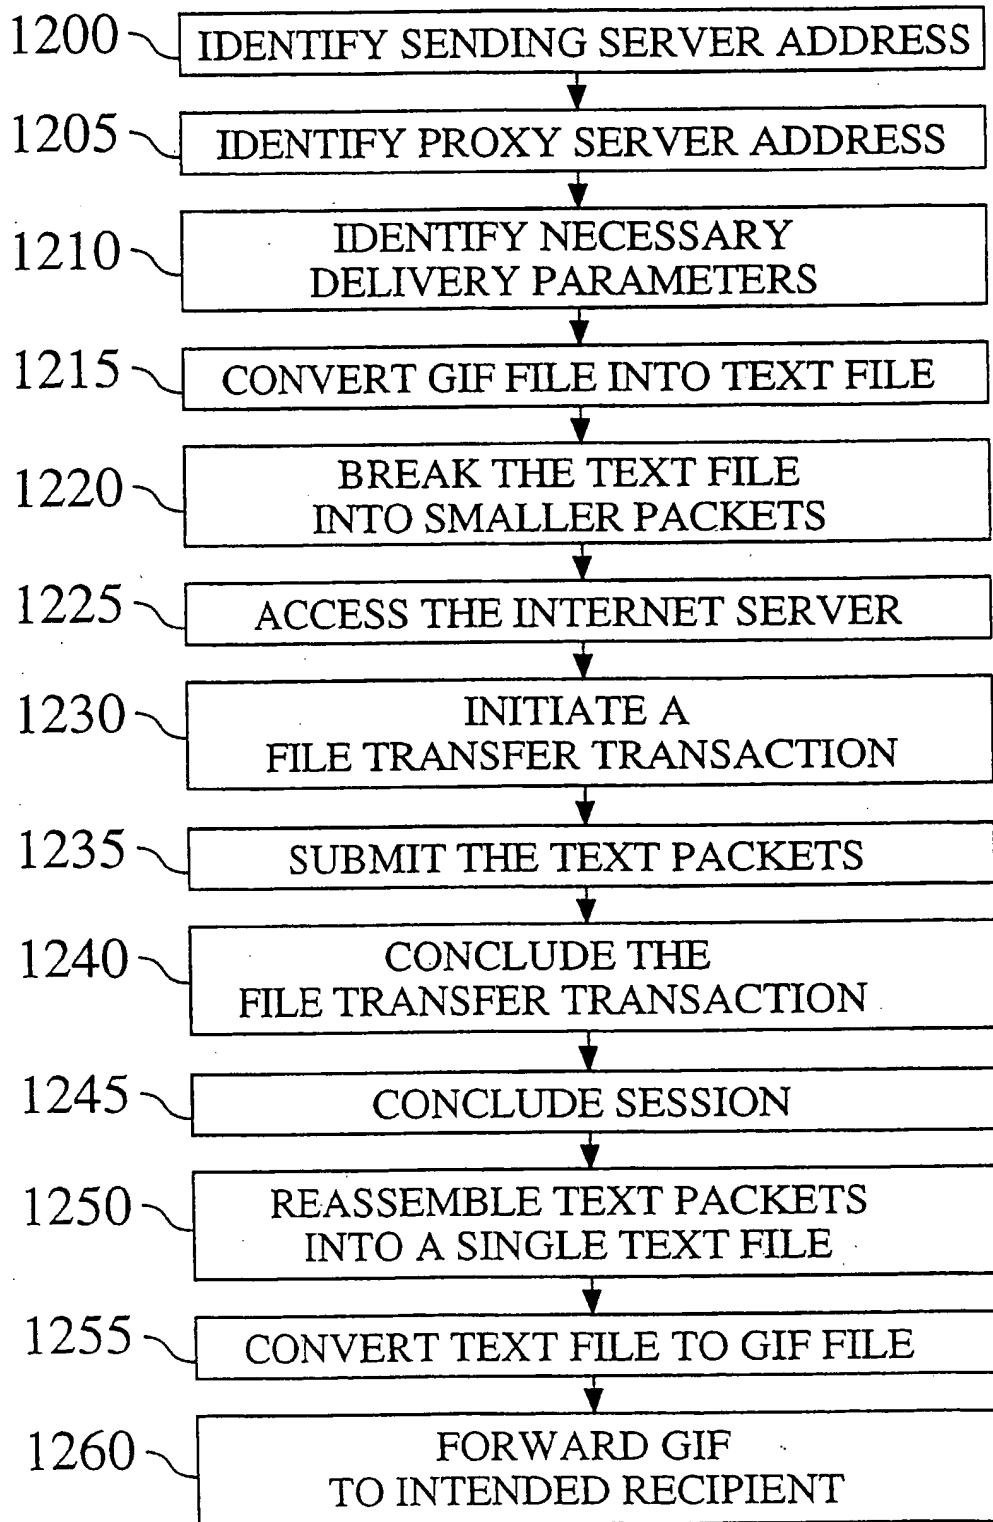 1200
IDENTIFY SENDING SERVER ADDRESS
1205
IDENTIFY PROXY SERVER ADDRESS
1210
IDENTIFY NECESSARY
DELIVERY PARAMETERS
1215
CONVERT GIF FILE INTO TEXT FILE
1220
BREAK THE TEXT FILE
INTO SMALLER PACKETS
1225
ACCESS THE INTERNET SERVER
1230
INITIATE A
FILE TRANSFER TRANSACTION
1235
SUBMIT THE TEXT PACKETS
1240
CONCLUDE THE
FILE TRANSFER TRANSACTION
1245
CONCLUDE SESSION
1250
REASSEMBLE TEXT PACKETS
INTO A SINGLE TEXT FILE
1255
CONVERT TEXT FILE TO GIF FILE
1260
FORWARD GIF
TO INTENDED RECIPIENT